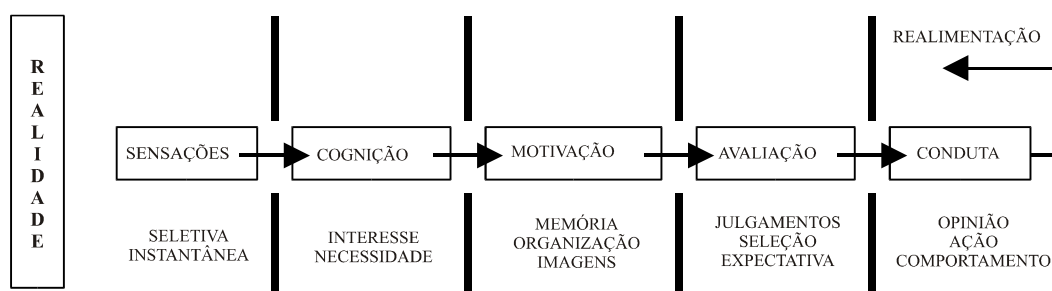 REALIDADE
REALIMENTAÇÃO
SENSAÇÕES
COGNIÇÃO
MOTIVAÇÃO
AVALIAÇÃO
CONDUTA
SELETIVA
INSTANTÂNEA
INTERESSE
NECESSIDADE
MEMÓRIA
ORGANIZAÇÃO
IMAGENS
JULGAMENTOS
SELEÇÃO
EXPECTATIVA
OPINIÃO
AÇÃO
COMPORTAMENTO